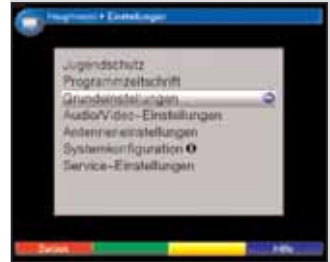 Hauptmenü > Einstellungen
Jugendschutz
Programmzeitschrift
Grundeinstellungen
Audio/Video-Einstellungen
Antenneneinstellungen
Systemkonfiguration
Service-Einstellungen
Zurück Hilfe